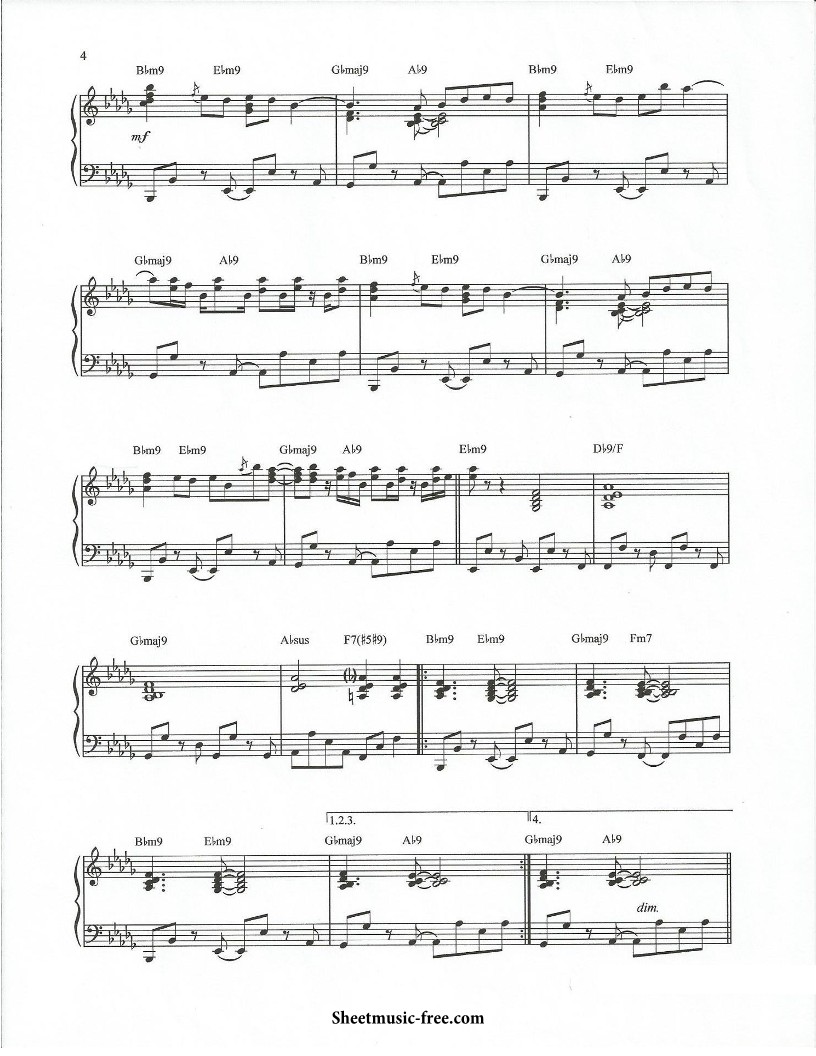 4
B♭m9 E♭m9 G♭maj9 A♭9 B♭m9 E♭m9
mf
G♭maj9 A♭9 B♭m9 E♭m9 G♭maj9 A♭9
B♭m9 E♭m9 G♭maj9 A♭9 E♭m9 D♭9/F
G♭maj9 A♭sus F7(♯5♯9) B♭m9 E♭m9 G♭maj9 Fm7
1.2.3. 4.
B♭m9 E♭m9 G♭maj9 A♭9 G♭maj9 A♭9
dim.
Sheetmusic-free.com